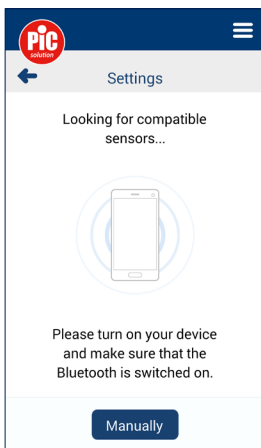 PiC
solution
Settings
Looking for compatible
sensors...
Please turn on your device
and make sure that the
Bluetooth is switched on.
Manually